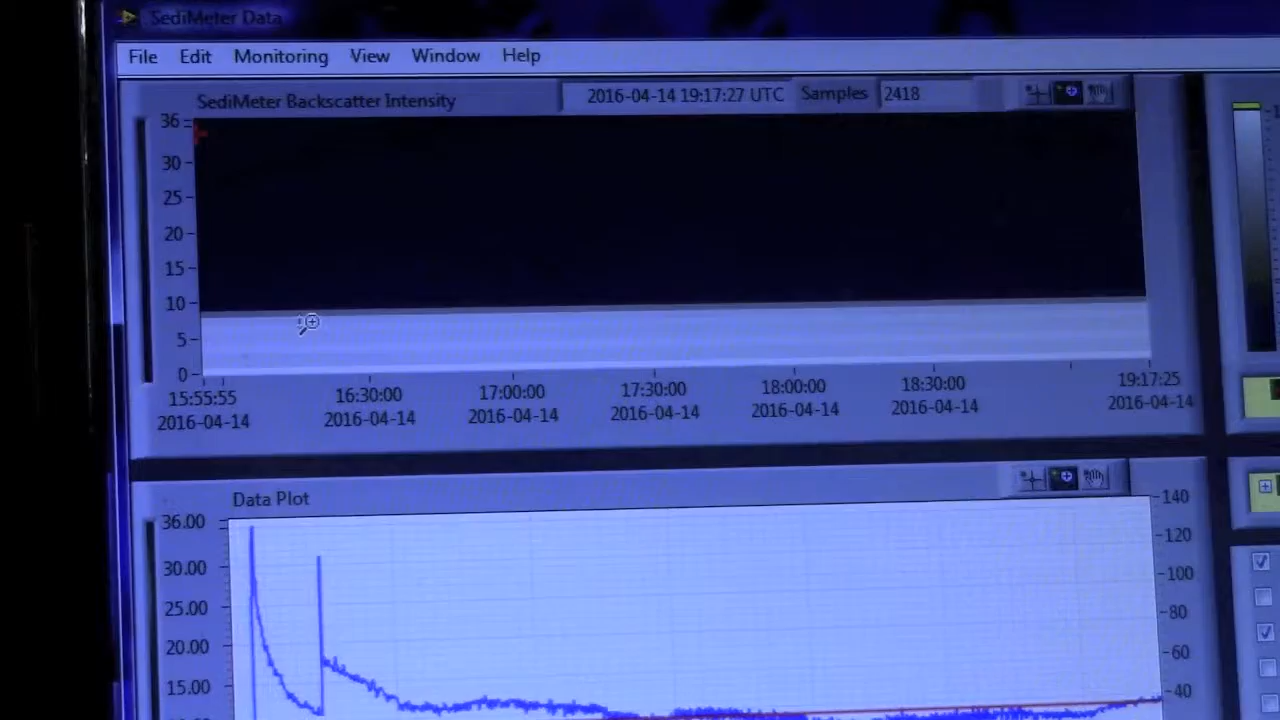 SediMeter Data
File Edit Monitoring View Window Help
SediMeter Backscatter Intensity 2016-04-14 19:17:27 UTC Samples 2418
36
30
25
20
15
10
5
0
15:55:55 16:30:00 17:00:00 17:30:00 18:00:00 18:30:00 19:17:25
2016-04-14 2016-04-14 2016-04-14 2016-04-14 2016-04-14 2016-04-14 2016-04-14
Data Plot
36.00 140
30.00 120
25.00 100
20.00 80
15.00 60
40